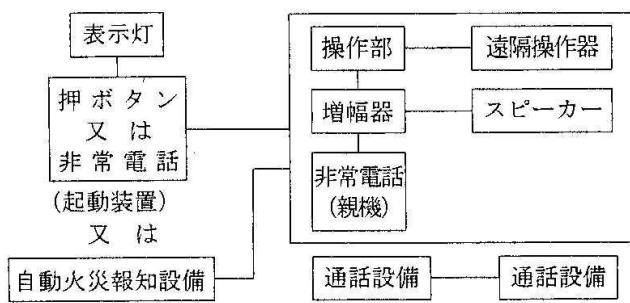 表示灯
押ボタン
又は
非常電話
(起動装置)
又は
自動火災報知設備
操作部
遠隔操作器
増幅器
スピーカー
非常電話
(親機)
通話設備
通話設備